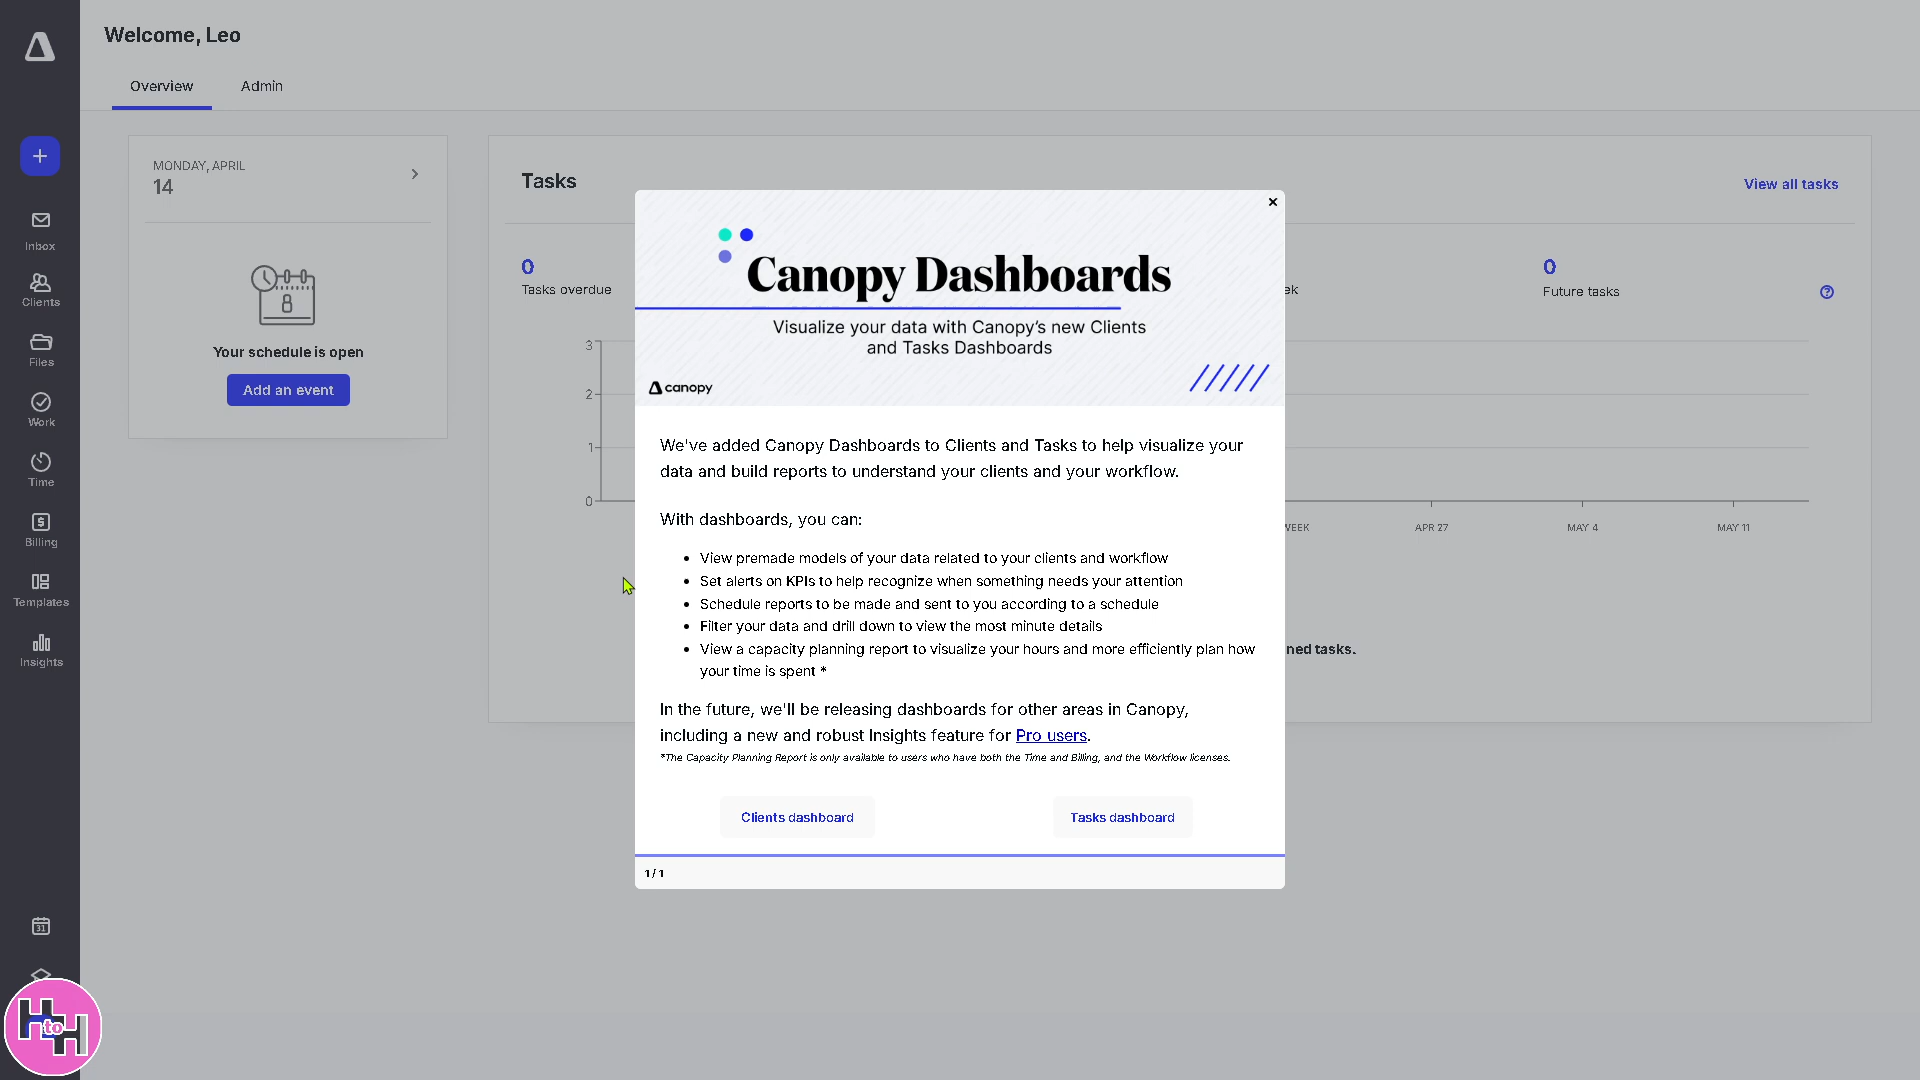 Welcome, Leo
Overview
Admin
Inbox
Clients
Files
Work
Time
Billing
Templates
Insights
31
H to H
MONDAY, APRIL
14
8
Your schedule is open
Add an event
Tasks
View all tasks
0
Tasks overdue
0
Future tasks
3
2
1
0
APR 27
MAY 4
MAY 11
ned tasks.
×
Canopy Dashboards
Visualize your data with Canopy's new Clients
and Tasks Dashboards
canopy
We've added Canopy Dashboards to Clients and Tasks to help visualize your
data and build reports to understand your clients and your workflow.
With dashboards, you can:
• View premade models of your data related to your clients and workflow
• Set alerts on KPIs to help recognize when something needs your attention
• Schedule reports to be made and sent to you according to a schedule
• Filter your data and drill down to view the most minute details
• View a capacity planning report to visualize your hours and more efficiently plan how
your time is spent *
In the future, we'll be releasing dashboards for other areas in Canopy,
including a new and robust Insights feature for Pro users.
*The Capacity Planning Report is only available to users who have both the Time and Billing, and the Workflow licenses.
Clients dashboard
Tasks dashboard
1 / 1